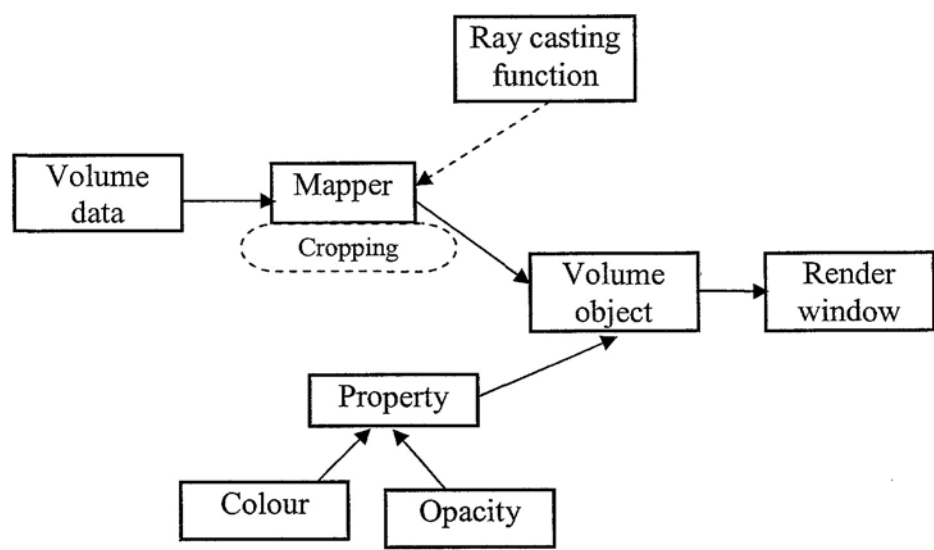 Ray casting
function
Volume
data
Mapper
Cropping
Volume
object
Render
window
Property
Colour
Opacity